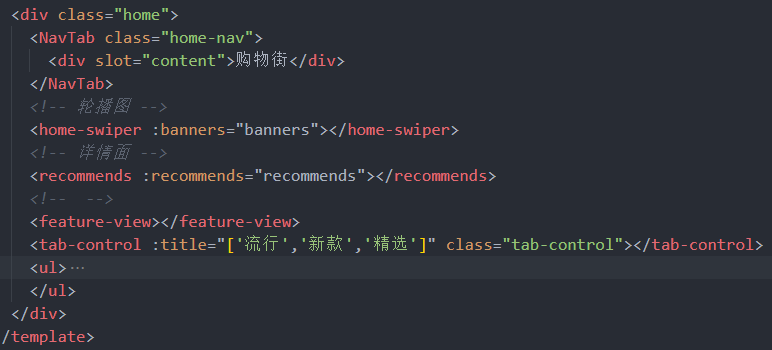 <div class="home">
<NavTab class="home-nav">
<div slot="content">购物街</div>
</NavTab>
<!-- 轮播图 -->
<home-swiper :banners="banners"></home-swiper>
<!-- 详情面 -->
<recommends :recommends="recommends"></recommends>
<!--  -->
<feature-view></feature-view>
<tab-control :title="['流行','新款','精选']" class="tab-control"></tab-control>
<ul>…
</ul>
</div>
/template>